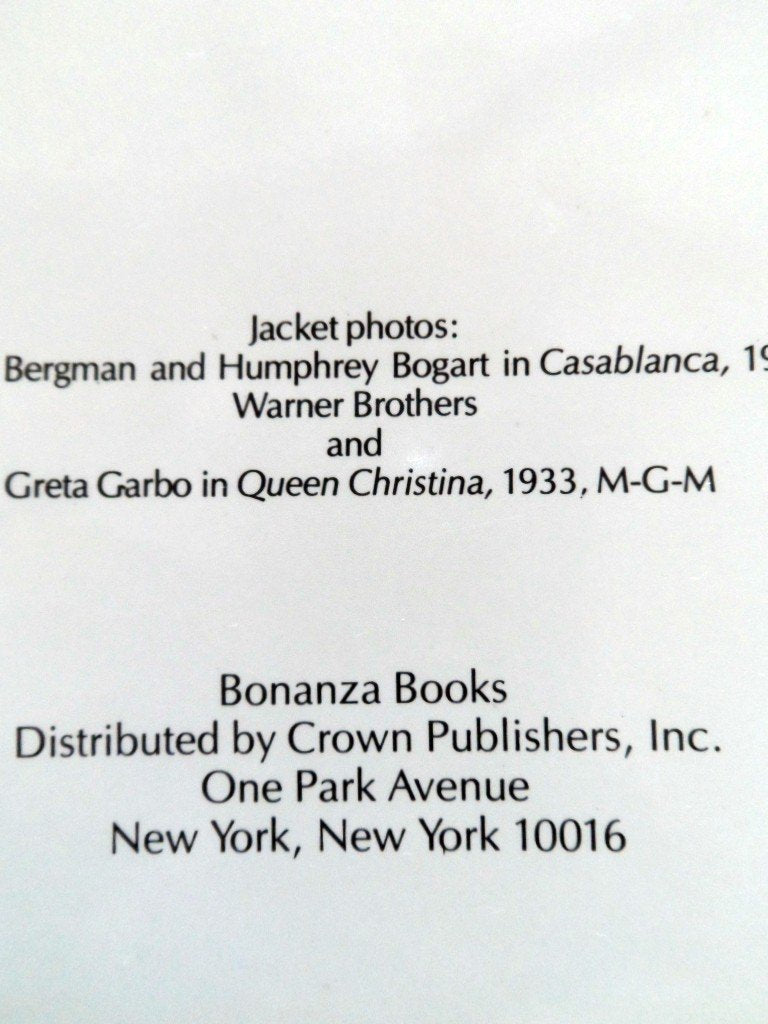 Jacket photos:
Bergman and Humphrey Bogart in Casablanca, 19
Warner Brothers
and
Greta Garbo in Queen Christina, 1933, M-G-M
Bonanza Books
Distributed by Crown Publishers, Inc.
One Park Avenue
New York, New York 10016